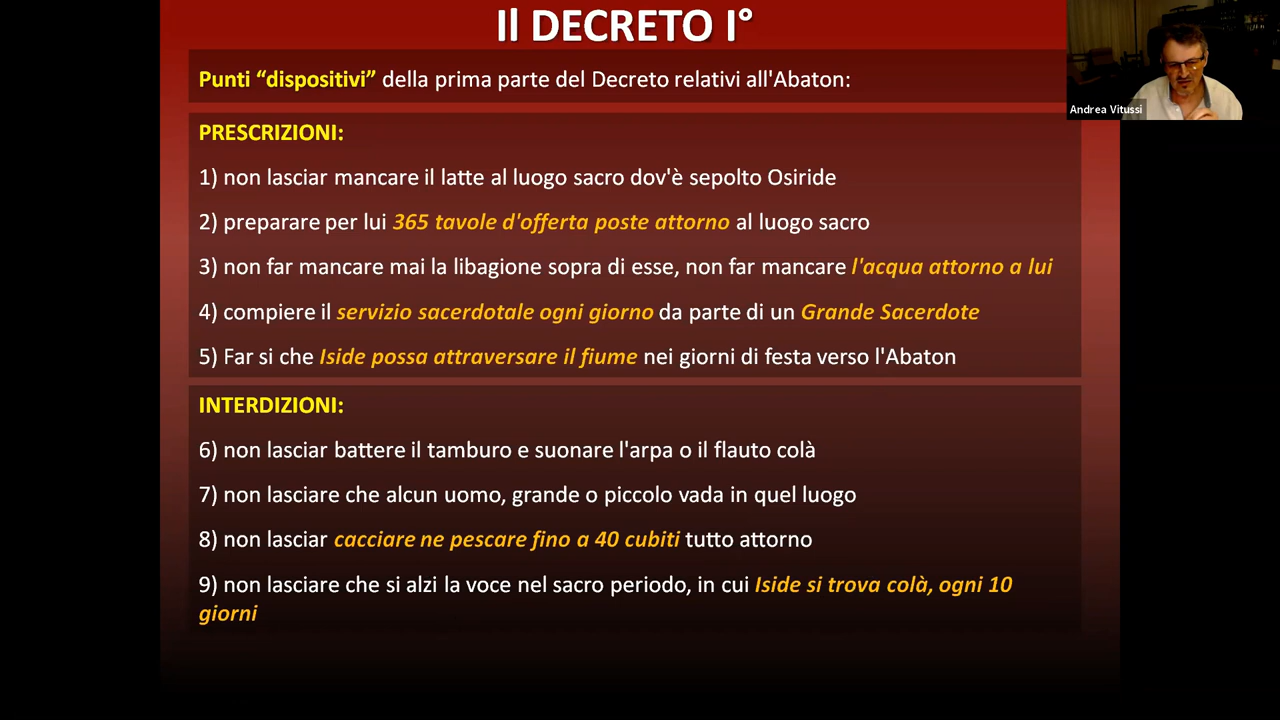 Il DECRETO I°
Punti “dispositivi” della prima parte del Decreto relativi all'Abaton:
Andrea Vitussi
PRESCRIZIONI:
1) non lasciar mancare il latte al luogo sacro dov'è sepolto Osiride
2) preparare per lui 365 tavole d'offerta poste attorno al luogo sacro
3) non far mancare mai la libagione sopra di esse, non far mancare l'acqua attorno a lui
4) compiere il servizio sacerdotale ogni giorno da parte di un Grande Sacerdote
5) Far si che Iside possa attraversare il fiume nei giorni di festa verso l'Abaton
INTERDIZIONI:
6) non lasciar battere il tamburo e suonare l'arpa o il flauto colà
7) non lasciare che alcun uomo, grande o piccolo vada in quel luogo
8) non lasciar cacciare ne pescare fino a 40 cubiti tutto attorno
9) non lasciare che si alzi la voce nel sacro periodo, in cui Iside si trova colà, ogni 10
giorni